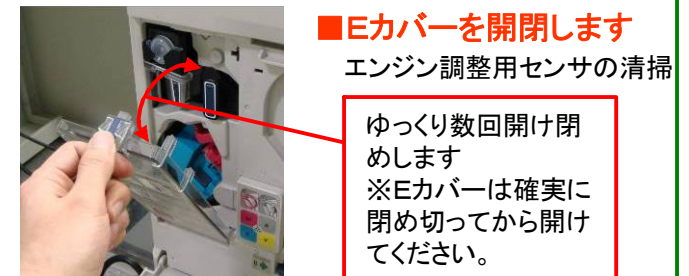 ■Eカバーを開閉します
エンジン調整用センサの清掃
ゆっくり数回開け閉
めします
※Eカバーは確実に
閉め切ってから開け
てください。